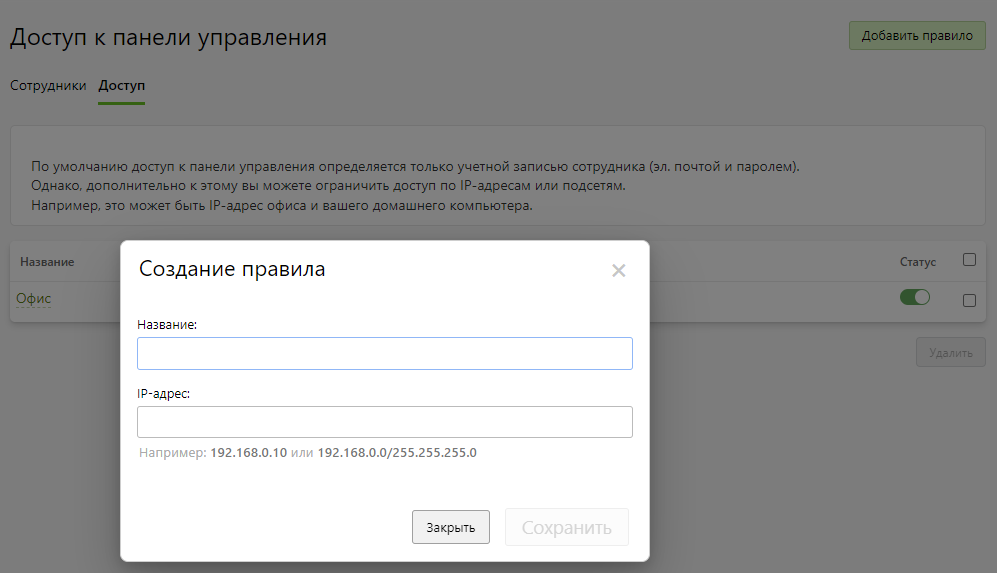 Доступ к панели управления
Добавить правило
Сотрудники Доступ
По умолчанию доступ к панели управления определяется только учетной записью сотрудника (эл. почтой и паролем).
Однако, дополнительно к этому вы можете ограничить доступ по IP-адресам или подсетям.
Например, это может быть IP-адрес офиса и вашего домашнего компьютера.
Название
Статус
Офис
Удалить
Создание правила
Название:
IP-адрес:
Например: 192.168.0.10 или 192.168.0.0/255.255.255.0
Закрыть
Сохранить